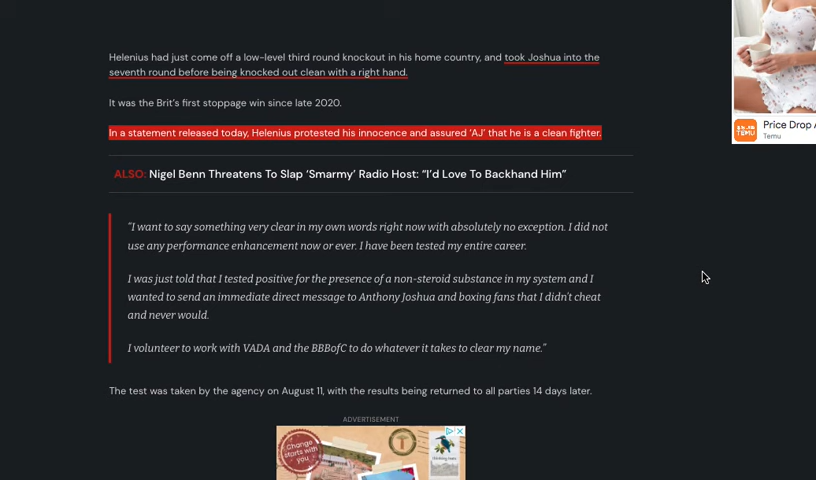 Helenius had just come off a low-level third round knockout in his home country, and took Joshua into the
seventh round before being knocked out clean with a right hand.
It was the Brit's first stoppage win since late 2020.
In a statement released today, Helenius protested his innocence and assured 'AJ' that he is a clean fighter.
ALSO: Nigel Benn Threatens To Slap 'Smarmy' Radio Host: "I'd Love To Backhand Him"
"I want to say something very clear in my own words right now with absolutely no exception. I did not
use any performance enhancement now or ever. I have been tested my entire career.
I was just told that I tested positive for the presence of a non-steroid substance in my system and I
wanted to send an immediate direct message to Anthony Joshua and boxing fans that I didn't cheat
and never would.
I volunteer to work with VADA and the BBBofC to do whatever it takes to clear my name."
The test was taken by the agency on August 11, with the results being returned to all parties 14 days later.
ADVERTISEMENT
Change
starts with
you
TEMU
Price Drop A
Temu